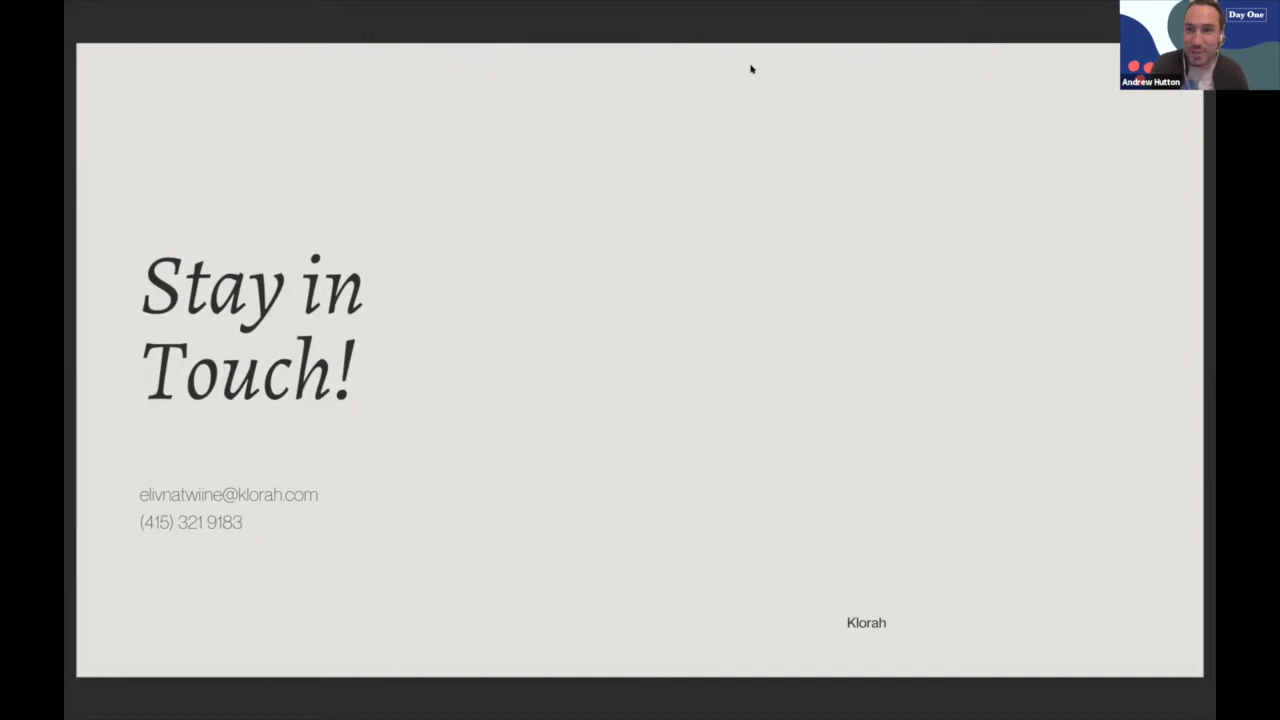 Day One
Andrew Hutton
Stay in
Touch!
elivnatwiine@klorah.com
(415) 321 9183
Klorah